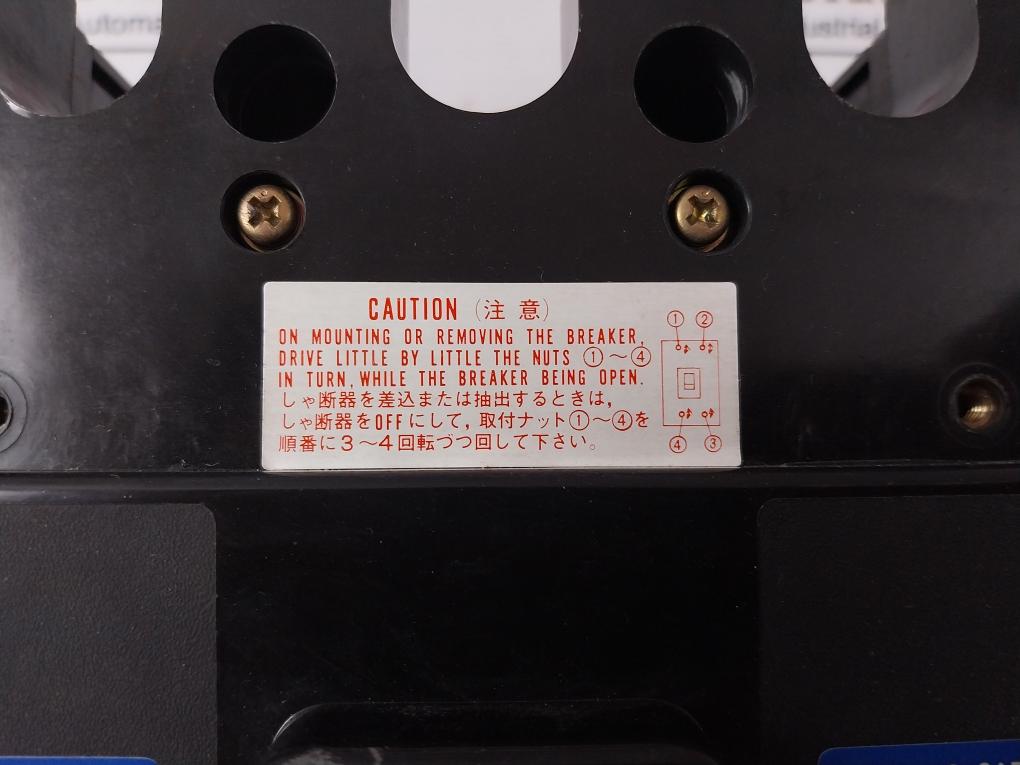 CAUTION (注意)
ON MOUNTING OR REMOVING THE BREAKER,
DRIVE LITTLE BY LITTLE THE NUTS ①～④
IN TURN, WHILE THE BREAKER BEING OPEN.
しゃ断器を差込または抽出するときは,
しゃ断器をOFFにして, 取付ナット①～④を
順番に3～4回転づつ回して下さい。
① ②
④ ③